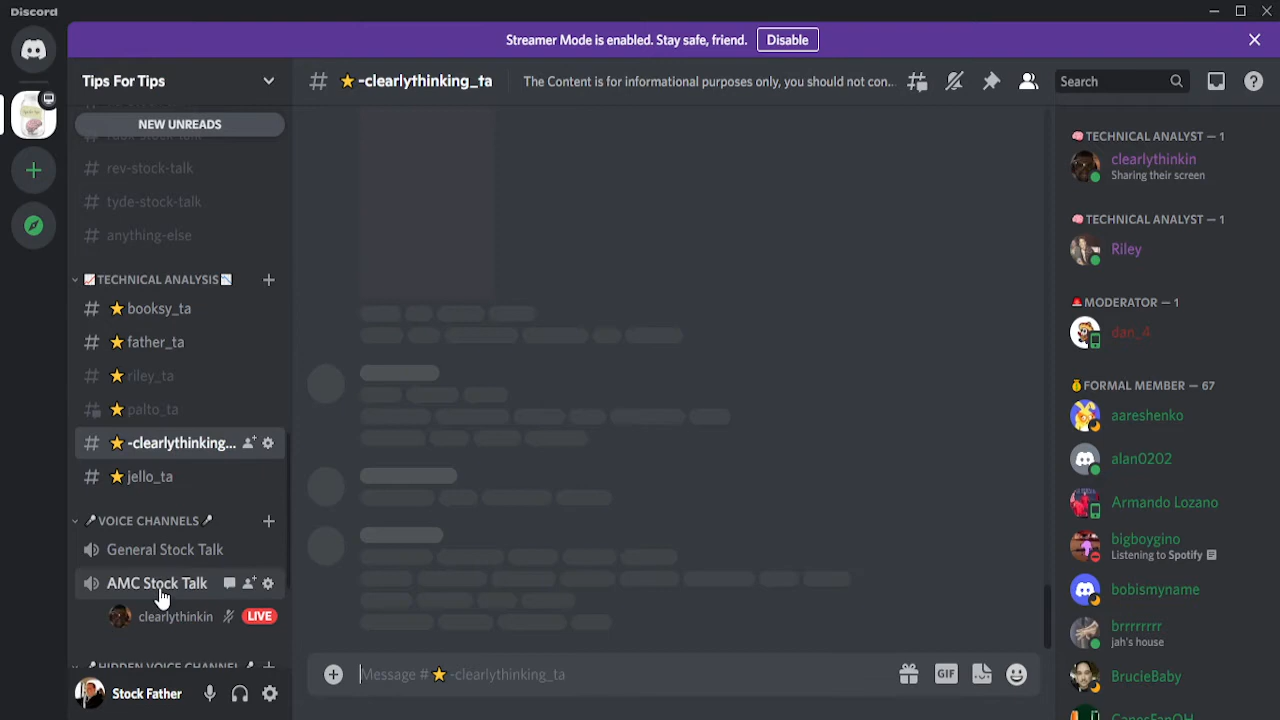 Discord
Streamer Mode is enabled. Stay safe, friend.
Disable
Tips For Tips
NEW UNREADS
rev-stock-talk
tyde-stock-talk
anything-else
TECHNICAL ANALYSIS
booksy_ta
father_ta
riley_ta
palto_ta
-clearlythinking...
jello_ta
VOICE CHANNELS
General Stock Talk
AMC Stock Talk
clearlythinkin LIVE
HIDDEN VOICE CHANNEL
Stock Father
# -clearlythinking_ta
The Content is for informational purposes only, you should not con...
Search
Message # -clearlythinking_ta
GIF
TECHNICAL ANALYST — 1
clearlythinkin
Sharing their screen
TECHNICAL ANALYST — 1
Riley
MODERATOR — 1
dan_4
FORMAL MEMBER — 67
aareshenko
alan0202
Armando Lozano
bigboygino
Listening to Spotify
bobismyname
brrrrrrrr
jah's house
BrucieBaby